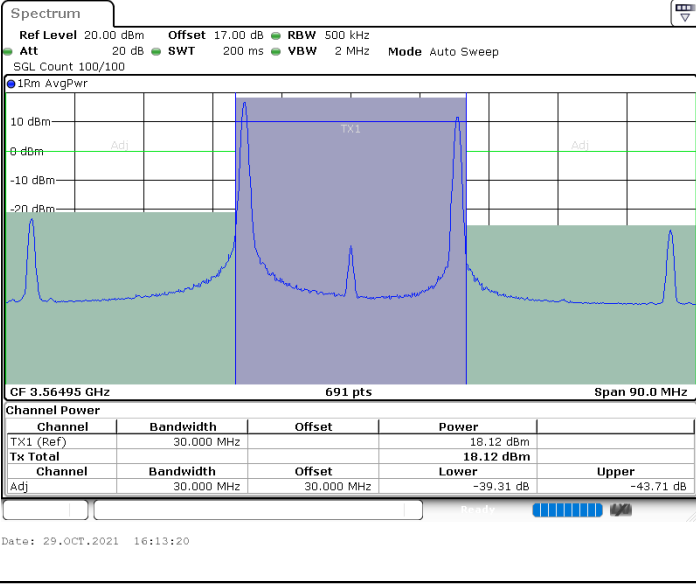 Spectrum
Ref Level 20.00 dBm Offset 17.00 dB RBW 500 kHz
Att 20 dB SWT 200 ms VBW 2 MHz Mode Auto Sweep
SGL Count 100/100
1Rm AvgPwr
10 dBm
TX1
Adj
0 dBm
Adj
-10 dBm
-20 dBm
CF 3.56495 GHz 691 pts Span 90.0 MHz
Channel Power
Channel Bandwidth Offset Power
TX1 (Ref) 30.000 MHz 18.12 dBm
Tx Total 18.12 dBm
Channel Bandwidth Offset Lower Upper
Adj 30.000 MHz 30.000 MHz -39.31 dB -43.71 dB
Ready
Date: 29.OCT.2021 16:13:20